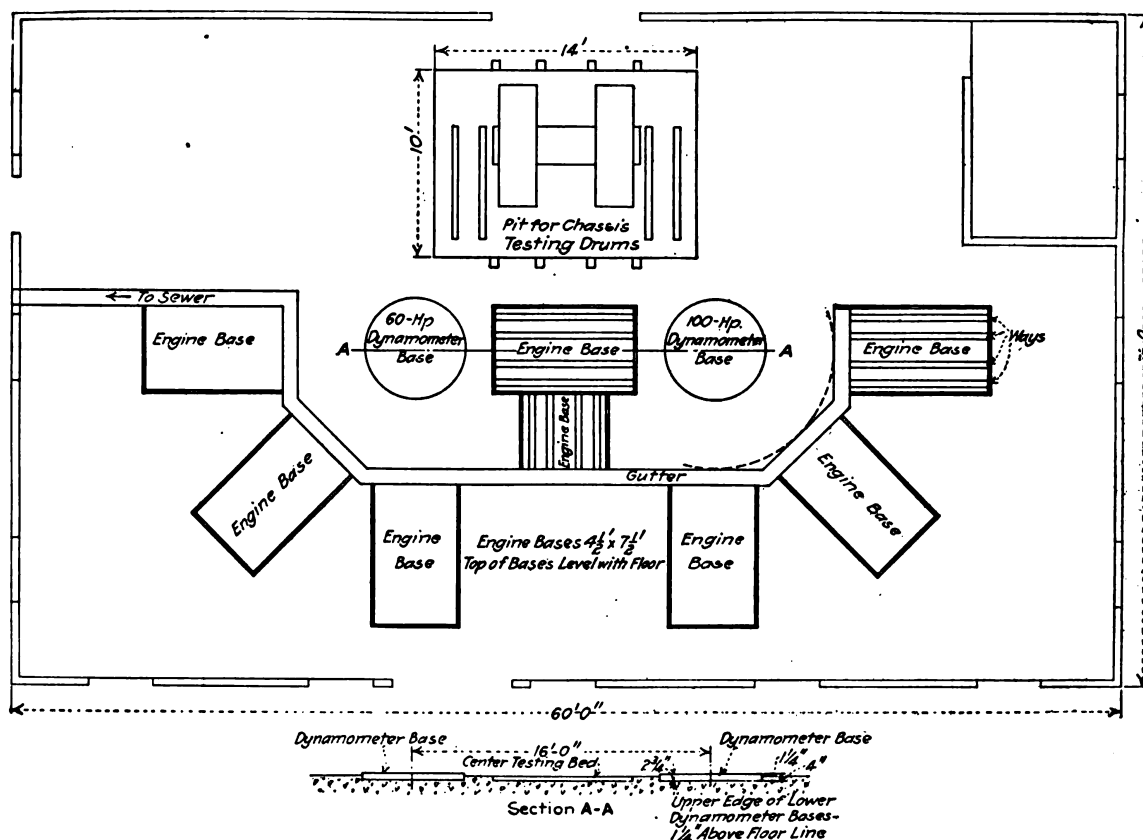 14'
10'
Pit for Chassis
Testing Drums
← To Sewer
Engine Base
60-Hp
Dynamometer
Base
A
Engine Base
100-Hp.
Dynamometer
Base
A
Engine Base
Ways
Engine Base
Engine Base
Gutter
Engine Base
Engine
Base
Engine Bases 4½' x 7½'
Top of Bases Level with Floor
Engine
Base
Engine Base
60'-0"
Dynamometer Base
16'-0"
Dynamometer Base
Center Testing Bed
2¾"
1¼"
4"
Section A-A
Upper Edge of Lower
Dynamometer Bases-
1¼" Above Floor Line